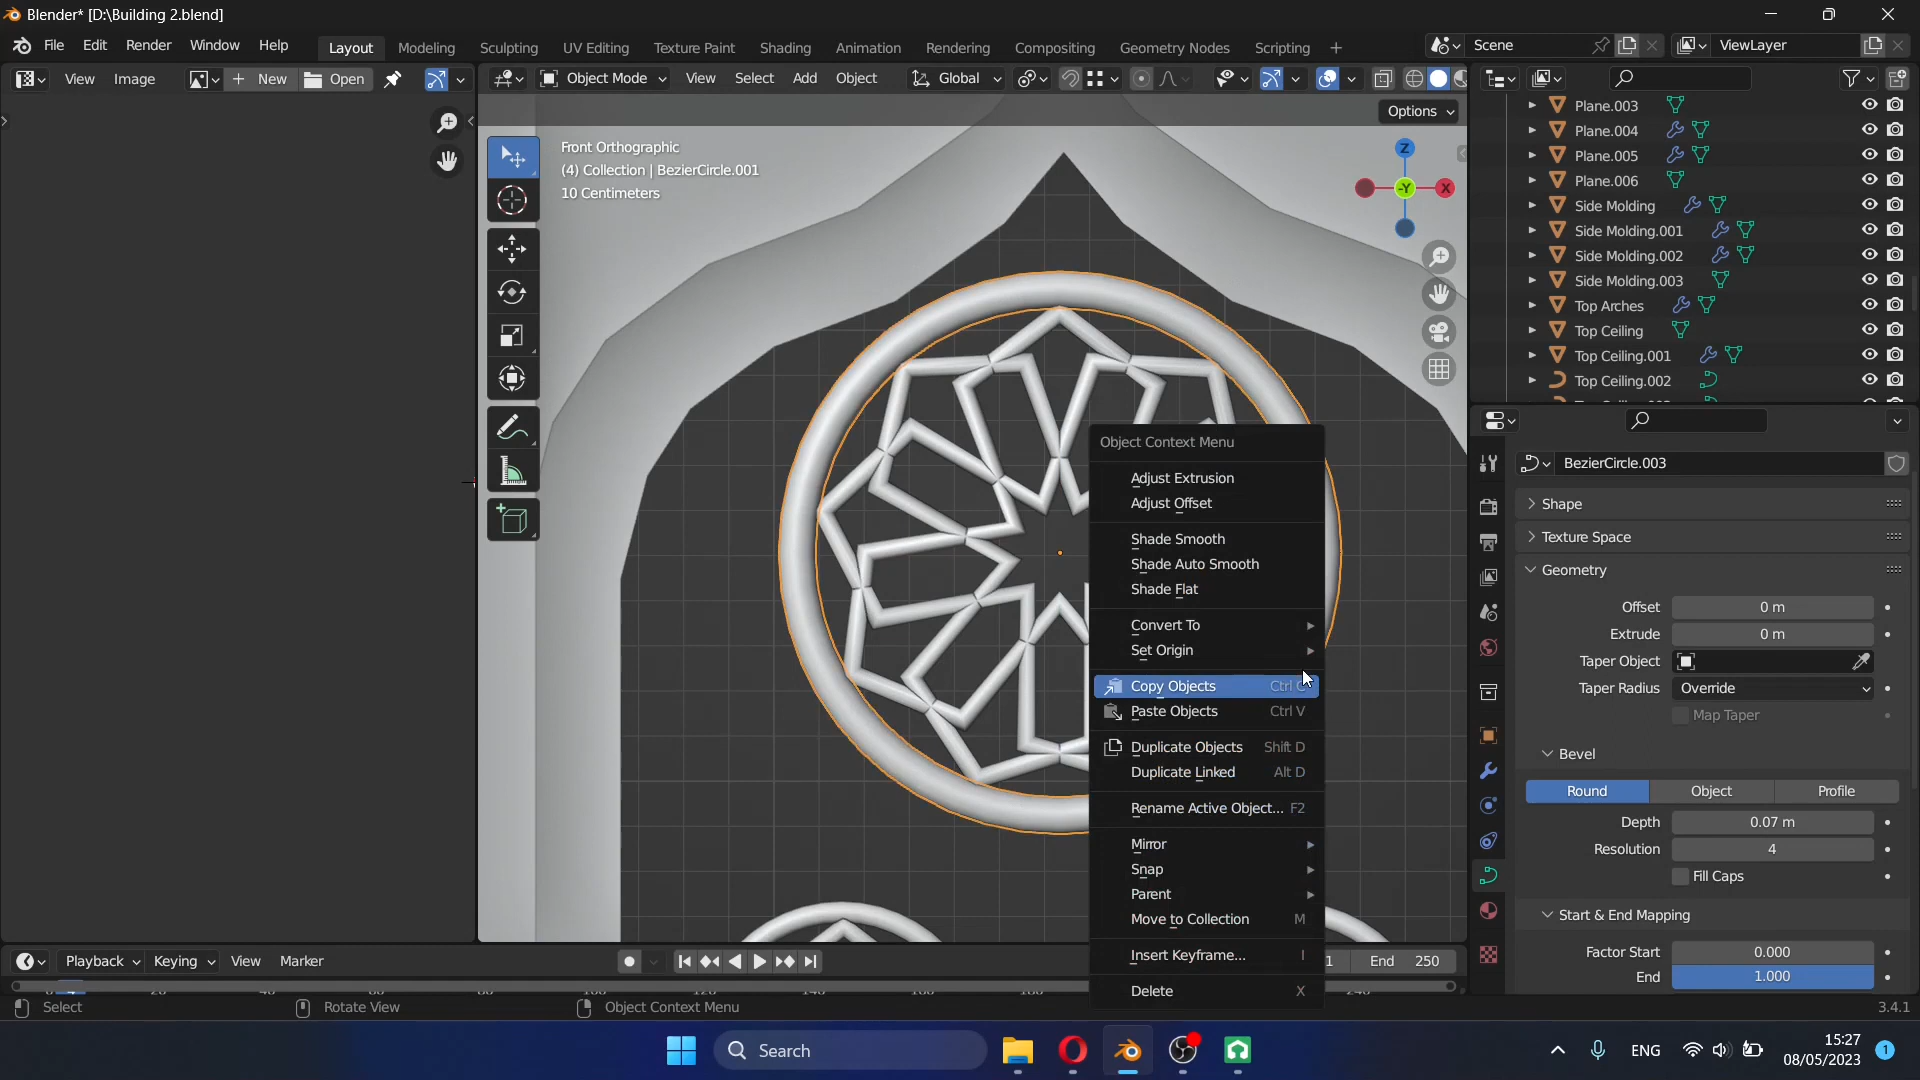 Blender* [D:\Building 2.blend]
File Edit Render Window Help Layout Modeling Sculpting UV Editing Texture Paint Shading Animation Rendering Compositing Geometry Nodes Scripting + Scene ViewLayer
View Image New Open Object Mode View Select Add Object Global
Options
Front Orthographic
(4) Collection | BezierCircle.001
10 Centimeters
Z
-Y
X
Plane.003
Plane.004
Plane.005
Plane.006
Side Molding
Side Molding.001
Side Molding.002
Side Molding.003
Top Arches
Top Ceiling
Top Ceiling.001
Top Ceiling.002
Object Context Menu
Adjust Extrusion
Adjust Offset
Shade Smooth
Shade Auto Smooth
Shade Flat
Convert To
Set Origin
Copy Objects Ctrl C
Paste Objects Ctrl V
Duplicate Objects Shift D
Duplicate Linked Alt D
Rename Active Object... F2
Mirror
Snap
Parent
Move to Collection M
Insert Keyframe... I
Delete X
BezierCircle.003
Shape
Texture Space
Geometry
Offset 0 m
Extrude 0 m
Taper Object
Taper Radius Override
Map Taper
Bevel
Round Object Profile
Depth 0.07 m
Resolution 4
Fill Caps
Start & End Mapping
Factor Start 0.000
End 1.000
Playback Keying View Marker 1 End 250
Select Rotate View Object Context Menu 3.4.1
Search ENG 15:27
08/05/2023 1